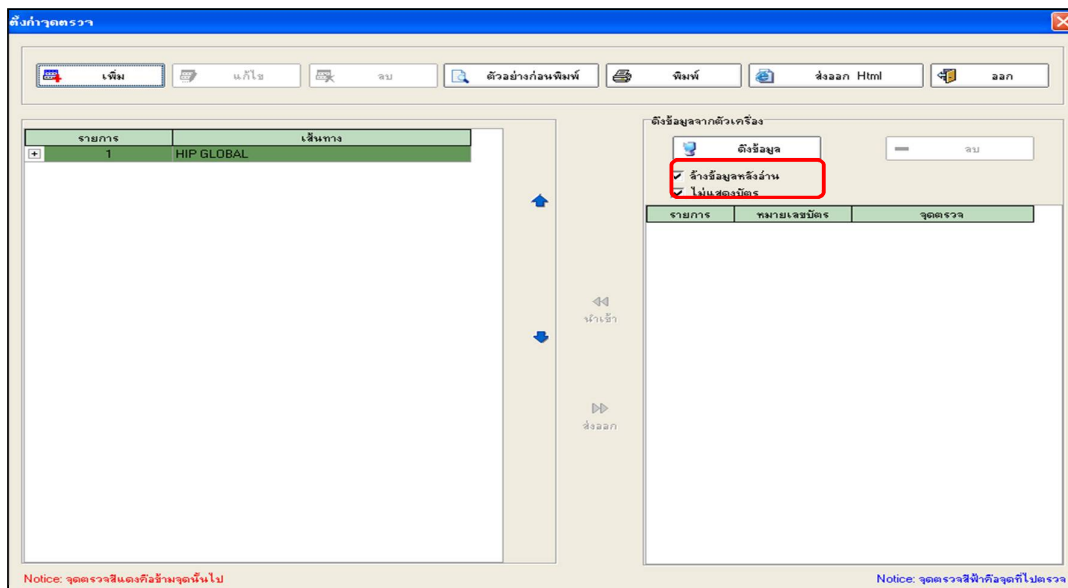 ตั้งค่าจุดตรวจ
เพิ่ม
แก้ไข
ลบ
ตัวอย่างก่อนพิมพ์
พิมพ์
ส่งออก Html
ออก
รายการ เส้นทาง
1 HIP GLOBAL
นำเข้า
ส่งออก
ดึงข้อมูลจากตัวเครื่อง
ดึงข้อมูล
ลบ
ล้างข้อมูลหลังอ่าน
ไม่แสดงบัตร
รายการ หมายเลขบัตร จุดตรวจ
Notice: จุดตรวจสีแดงคือข้ามจุดนั้นไป
Notice: จุดตรวจสีฟ้าคือจุดที่ไปตรวจ